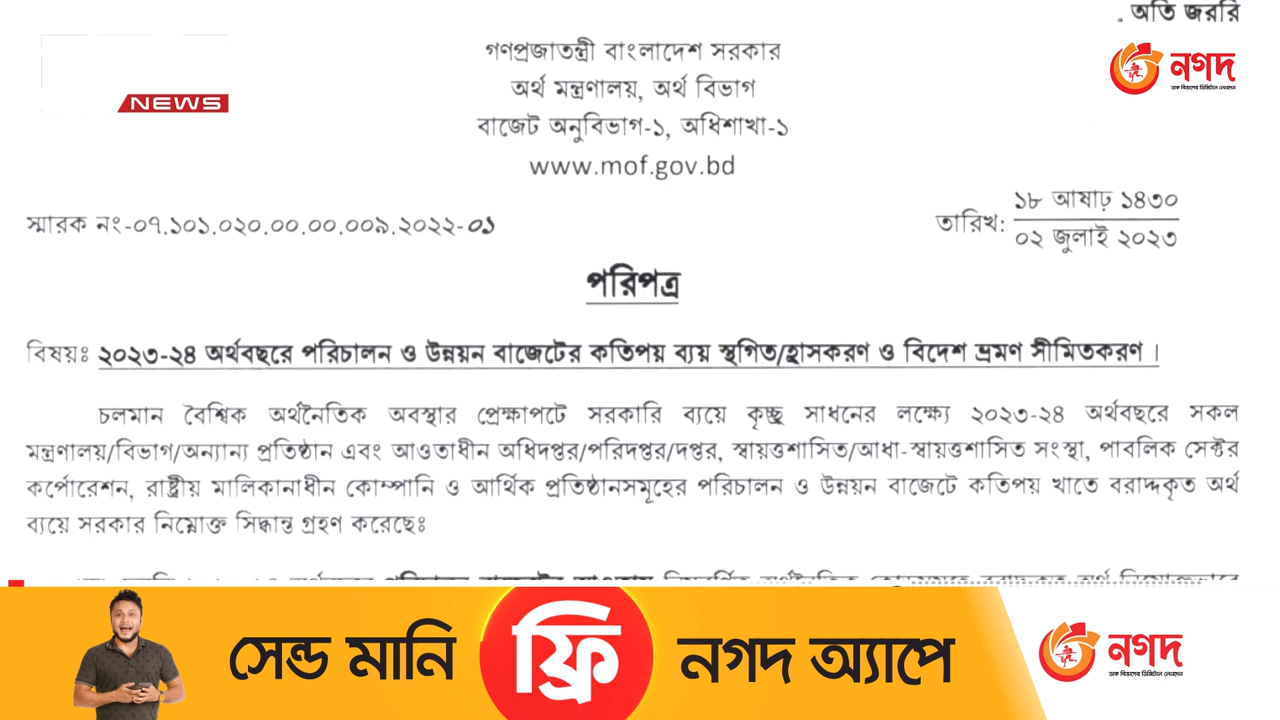 অতি জররি
গণপ্রজাতন্ত্রী বাংলাদেশ সরকার
নগদ
ডাক বিভাগের ডিজিটাল লেনদেন
অর্থ মন্ত্রণালয়, অর্থ বিভাগ
NEWS
বাজেট অনুবিভাগ-১, অধিশাখা-১
www.mof.gov.bd
স্মারক নং-০৭.১০১.০২০.০০.০০.০০৯.২০২২-০১
তারিখ: ১৮ আষাঢ় ১৪৩০
০২ জুলাই ২০২৩
পরিপত্র
বিষয়ঃ ২০২৩-২৪ অর্থবছরে পরিচালন ও উন্নয়ন বাজেটের কতিপয় ব্যয় স্থগিত/হ্রাসকরণ ও বিদেশ ভ্রমণ সীমিতকরণ।
চলমান বৈশ্বিক অর্থনৈতিক অবস্থার প্রেক্ষাপটে সরকারি ব্যয়ে কৃচ্ছ্র সাধনের লক্ষ্যে ২০২৩-২৪ অর্থবছরে সকল
মন্ত্রণালয়/বিভাগ/অন্যান্য প্রতিষ্ঠান এবং আওতাধীন অধিদপ্তর/পরিদপ্তর/দপ্তর, স্বায়ত্তশাসিত/আধা-স্বায়ত্তশাসিত সংস্থা, পাবলিক সেক্টর
কর্পোরেশন, রাষ্ট্রীয় মালিকানাধীন কোম্পানি ও আর্থিক প্রতিষ্ঠানসমূহের পরিচালন ও উন্নয়ন বাজেটে কতিপয় খাতে বরাদ্দকৃত অর্থ
ব্যয়ে সরকার নিম্নোক্ত সিদ্ধান্ত গ্রহণ করেছেঃ
সেন্ড মানি ফ্রি নগদ অ্যাপে
নগদ
ডাক বিভাগের ডিজিটাল লেনদেন